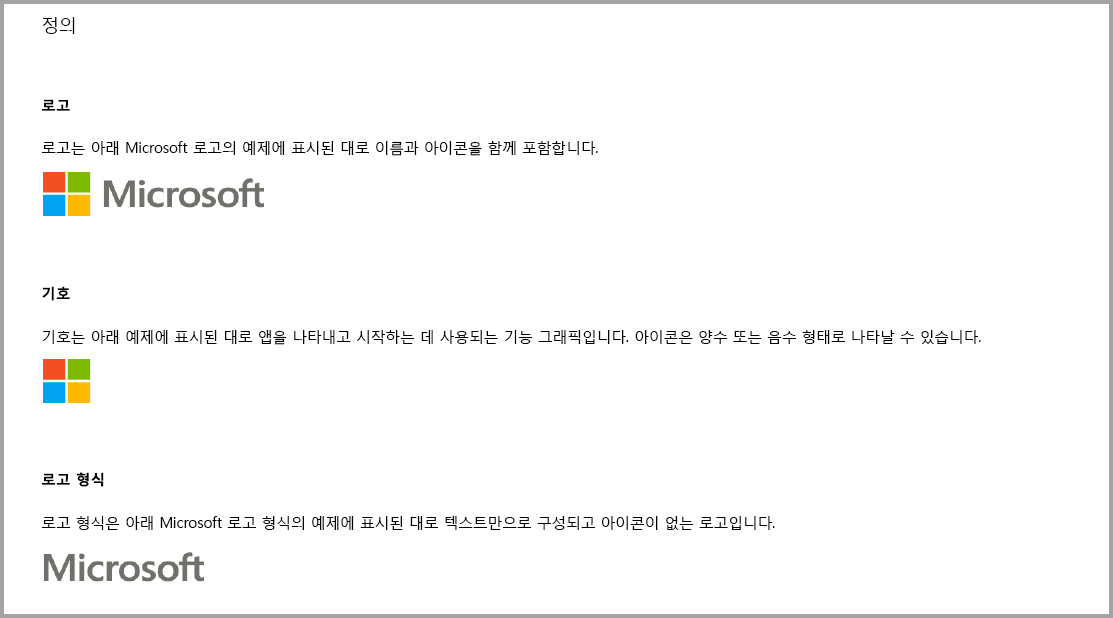 정의
로고
로고는 아래 Microsoft 로고의 예제에 표시된 대로 이름과 아이콘을 함께 포함합니다.
Microsoft
기호
기호는 아래 예제에 표시된 대로 앱을 나타내고 시작하는 데 사용되는 기능 그래픽입니다. 아이콘은 양수 또는 음수 형태로 나타날 수 있습니다.
로고 형식
로고 형식은 아래 Microsoft 로고 형식의 예제에 표시된 대로 텍스트만으로 구성되고 아이콘이 없는 로고입니다.
Microsoft